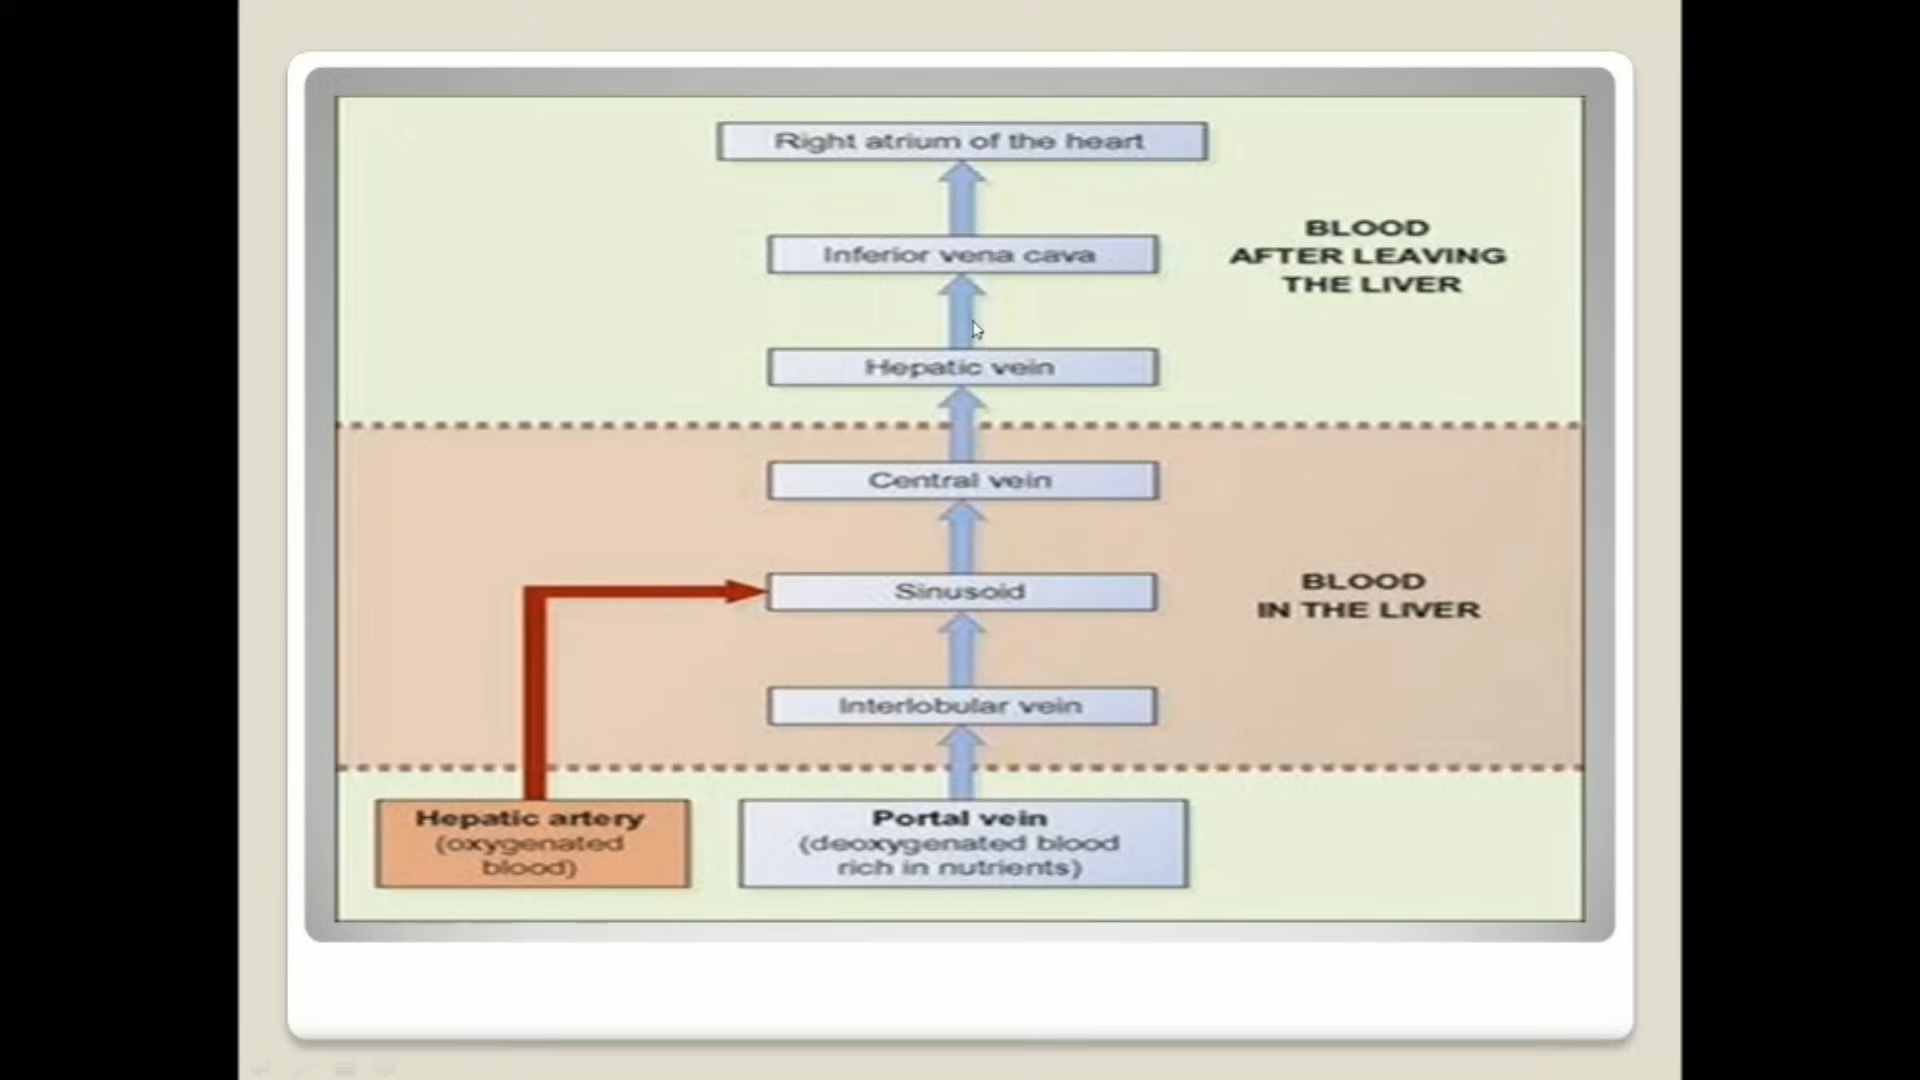 Right atrium of the heart
Inferior vena cava
BLOOD
AFTER LEAVING
THE LIVER
Hepatic vein
Central vein
Sinusoid
BLOOD
IN THE LIVER
Interlobular vein
Hepatic artery
(oxygenated
blood)
Portal vein
(deoxygenated blood
rich in nutrients)